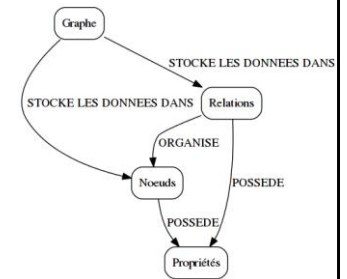 Graphe
STOCKE LES DONNEES DANS
STOCKE LES DONNEES DANS
Relations
ORGANISE
Noeuds
POSSEDE
POSSEDE
Propriétés